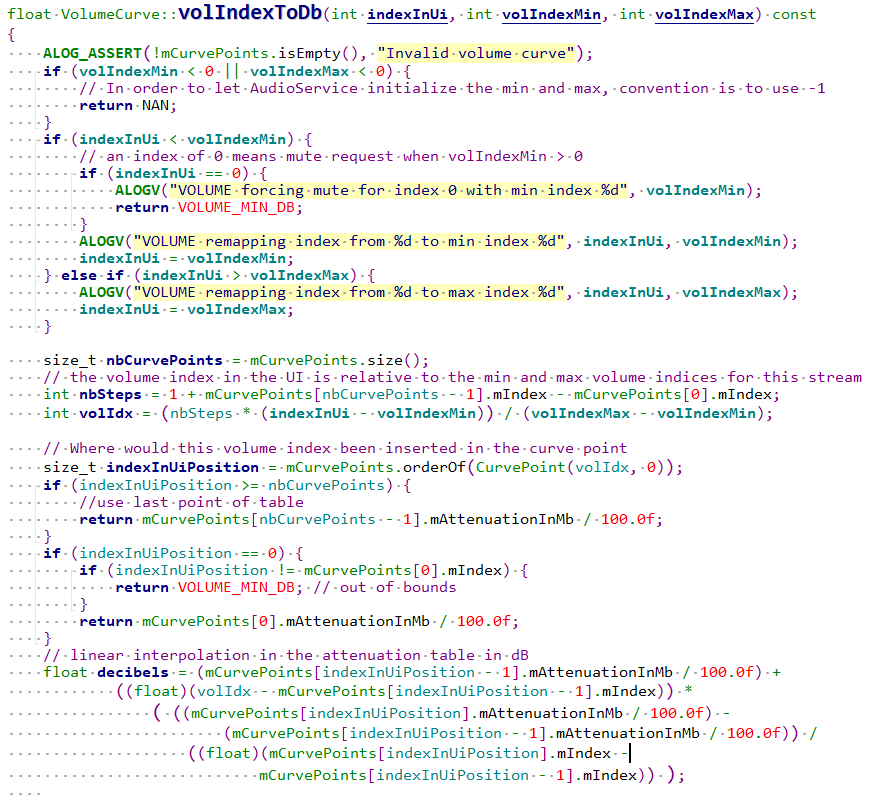 float VolumeCurve::volIndexToDb(int indexInUi, int volIndexMin, int volIndexMax) const
{
    ALOG_ASSERT(!mCurvePoints.isEmpty(), "Invalid volume curve");
    if (volIndexMin < 0 || volIndexMax < 0) {
        // In order to let AudioService initialize the min and max, convention is to use -1
        return NAN;
    }
    if (indexInUi < volIndexMin) {
        // an index of 0 means mute request when volIndexMin > 0
        if (indexInUi == 0) {
            ALOGV("VOLUME forcing mute for index 0 with min index %d", volIndexMin);
            return VOLUME_MIN_DB;
        }
        ALOGV("VOLUME remapping index from %d to min index %d", indexInUi, volIndexMin);
        indexInUi = volIndexMin;
    } else if (indexInUi > volIndexMax) {
        ALOGV("VOLUME remapping index from %d to max index %d", indexInUi, volIndexMax);
        indexInUi = volIndexMax;
    }

    size_t nbCurvePoints = mCurvePoints.size();
    // the volume index in the UI is relative to the min and max volume indices for this stream
    int nbSteps = 1 + mCurvePoints[nbCurvePoints - 1].mIndex - mCurvePoints[0].mIndex;
    int volIdx = (nbSteps * (indexInUi - volIndexMin)) / (volIndexMax - volIndexMin);

    // Where would this volume index been inserted in the curve point
    size_t indexInUiPosition = mCurvePoints.orderOf(CurvePoint(volIdx, 0));
    if (indexInUiPosition >= nbCurvePoints) {
        //use last point of table
        return mCurvePoints[nbCurvePoints - 1].mAttenuationInMb / 100.0f;
    }
    if (indexInUiPosition == 0) {
        if (indexInUiPosition != mCurvePoints[0].mIndex) {
            return VOLUME_MIN_DB; // out of bounds
        }
        return mCurvePoints[0].mAttenuationInMb / 100.0f;
    }
    // linear interpolation in the attenuation table in dB
    float decibels = (mCurvePoints[indexInUiPosition - 1].mAttenuationInMb / 100.0f) +
            ((float)(volIdx - mCurvePoints[indexInUiPosition - 1].mIndex)) *
                ( ((mCurvePoints[indexInUiPosition].mAttenuationInMb / 100.0f) -
                        (mCurvePoints[indexInUiPosition - 1].mAttenuationInMb / 100.0f)) /
                    ((float)(mCurvePoints[indexInUiPosition].mIndex -
                            mCurvePoints[indexInUiPosition - 1].mIndex)) );